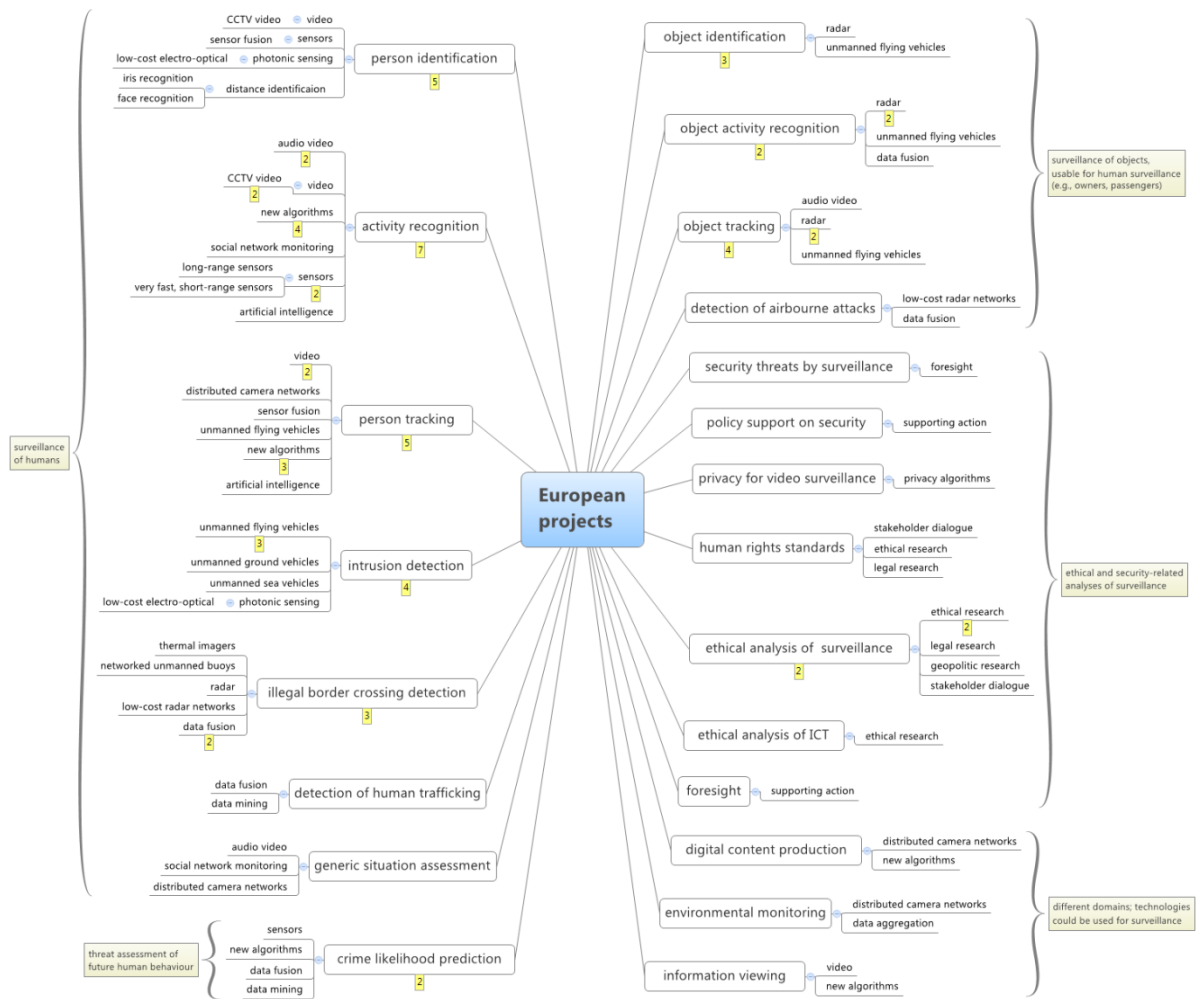 European
projects
CCTV video
video
sensor fusion
sensors
low-cost electro-optical
photonic sensing
iris recognition
face recognition
distance identificaion
person identification
5
audio video
2
CCTV video
2
video
new algorithms
4
social network monitoring
long-range sensors
very fast, short-range sensors
sensors
2
artificial intelligence
activity recognition
7
video
2
distributed camera networks
sensor fusion
unmanned flying vehicles
new algorithms
3
artificial intelligence
person tracking
5
surveillance
of humans
unmanned flying vehicles
3
unmanned ground vehicles
unmanned sea vehicles
low-cost electro-optical
photonic sensing
intrusion detection
4
thermal imagers
networked unmanned buoys
radar
low-cost radar networks
data fusion
2
illegal border crossing detection
3
data fusion
data mining
detection of human trafficking
audio video
social network monitoring
distributed camera networks
generic situation assessment
threat assessment of
future human behaviour
sensors
new algorithms
data fusion
data mining
crime likelihood prediction
2
object identification
3
radar
unmanned flying vehicles
object activity recognition
2
radar
2
unmanned flying vehicles
data fusion
surveillance of objects,
usable for human surveillance
(e.g., owners, passengers)
object tracking
4
audio video
radar
2
unmanned flying vehicles
detection of airbourne attacks
low-cost radar networks
data fusion
security threats by surveillance
foresight
policy support on security
supporting action
privacy for video surveillance
privacy algorithms
human rights standards
stakeholder dialogue
ethical research
legal research
ethical and security-related
analyses of surveillance
ethical analysis of  surveillance
2
ethical research
2
legal research
geopolitic research
stakeholder dialogue
ethical analysis of ICT
ethical research
foresight
supporting action
digital content production
distributed camera networks
new algorithms
environmental monitoring
distributed camera networks
data aggregation
different domains; technologies
could be used for surveillance
information viewing
video
new algorithms